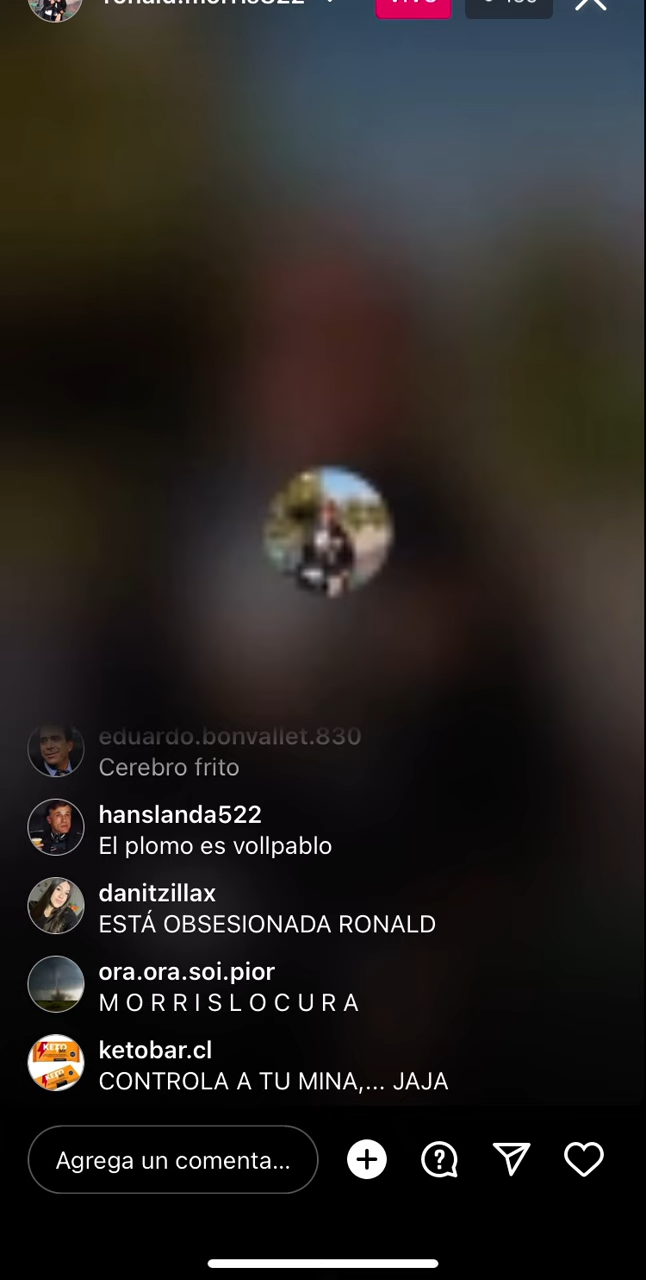 eduardo.bonvallet.830
Cerebro frito
hanslanda522
El plomo es vollpablo
danitzillax
ESTÁ OBSESIONADA RONALD
ora.ora.soi.pior
M O R R I S L O C U R A
ketobar.cl
CONTROLA A TU MINA,... JAJA
Agrega un comenta...